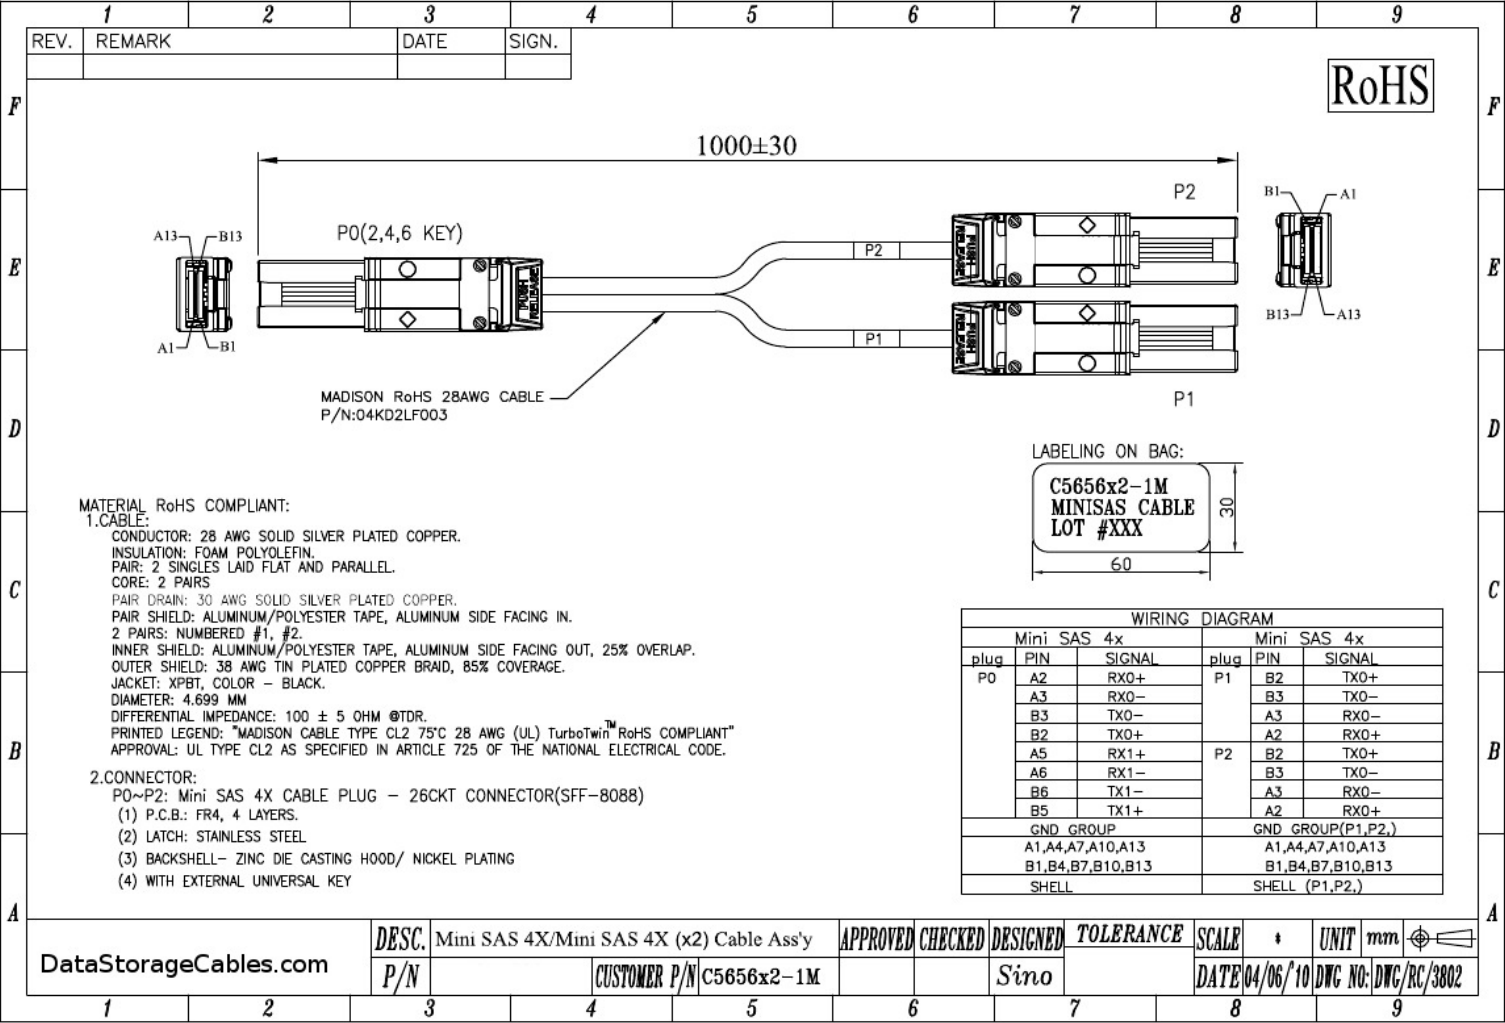 1 2 3 4 5 6 7 8 9
REV. REMARK DATE SIGN.
RoHS
F F
1000±30
P2
B1 A1
P0(2,4,6 KEY)
A13 B13
P2
PUSH RELEASE
E E
PUSH RELEASE
B13 A13
A1 B1
P1
PUSH RELEASE
MADISON RoHS 28AWG CABLE
P/N:04KD2LF003
P1
D D
LABELING ON BAG:
C5656x2-1M
MINISAS CABLE
LOT #XXX
30
60
MATERIAL RoHS COMPLIANT:
1.CABLE:
CONDUCTOR: 28 AWG SOLID SILVER PLATED COPPER.
INSULATION: FOAM POLYOLEFIN.
PAIR: 2 SINGLES LAID FLAT AND PARALLEL.
CORE: 2 PAIRS
PAIR DRAIN: 30 AWG SOLID SILVER PLATED COPPER.
PAIR SHIELD: ALUMINUM/POLYESTER TAPE, ALUMINUM SIDE FACING IN.
2 PAIRS: NUMBERED #1, #2.
INNER SHIELD: ALUMINUM/POLYESTER TAPE, ALUMINUM SIDE FACING OUT, 25% OVERLAP.
OUTER SHIELD: 38 AWG TIN PLATED COPPER BRAID, 85% COVERAGE.
JACKET: XPBT, COLOR – BLACK.
DIAMETER: 4.699 MM
DIFFERENTIAL IMPEDANCE: 100 ± 5 OHM @TDR.
PRINTED LEGEND: "MADISON CABLE TYPE CL2 75°C 28 AWG (UL) TurboTwin™ RoHS COMPLIANT"
APPROVAL: UL TYPE CL2 AS SPECIFIED IN ARTICLE 725 OF THE NATIONAL ELECTRICAL CODE.
2.CONNECTOR:
P0~P2: Mini SAS 4X CABLE PLUG – 26CKT CONNECTOR(SFF-8088)
(1) P.C.B.: FR4, 4 LAYERS.
(2) LATCH: STAINLESS STEEL
(3) BACKSHELL– ZINC DIE CASTING HOOD/ NICKEL PLATING
(4) WITH EXTERNAL UNIVERSAL KEY
C C
WIRING DIAGRAM
Mini SAS 4x Mini SAS 4x
plug PIN SIGNAL plug PIN SIGNAL
P0 A2 RX0+ P1 B2 TX0+
A3 RX0– B3 TX0–
B3 TX0– A3 RX0–
B2 TX0+ A2 RX0+
A5 RX1+ P2 B2 TX0+
A6 RX1– B3 TX0–
B6 TX1– A3 RX0–
B5 TX1+ A2 RX0+
GND GROUP GND GROUP(P1,P2,)
A1,A4,A7,A10,A13 A1,A4,A7,A10,A13
B1,B4,B7,B10,B13 B1,B4,B7,B10,B13
SHELL SHELL (P1,P2,)
B B
A A
DataStorageCables.com
DESC. Mini SAS 4X/Mini SAS 4X (x2) Cable Ass'y APPROVED CHECKED DESIGNED TOLERANCE SCALE * UNIT mm
P/N CUSTOMER P/N C5656x2-1M Sino DATE 04/06/'10 DWG NO: DWG/RC/3802
1 2 3 4 5 6 7 8 9